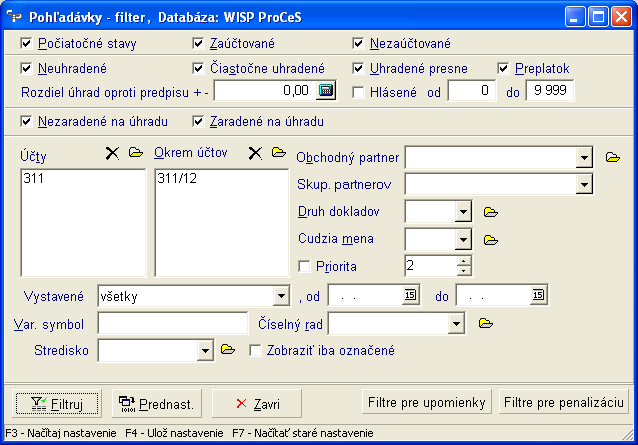 Pohľadávky - filter, Databáza: WISP ProCeS
Počiatočné stavy Zaúčtované Nezaúčtované
Neuhradené Čiastočne uhradené Uhradené presne Preplatok
Rozdiel úhrad oproti predpisu + - 0,00 Hlásené od 0 do 9 999
Nezaradené na úhradu Zaradené na úhradu
Účty Okrem účtov Obchodný partner
311 311/12
Skup. partnerov
Druh dokladov
Cudzia mena
Priorita 2
Vystavené všetky , od . . 15 do . . 15
Var. symbol Číselný rad
Stredisko Zobraziť iba označené
Filtruj Prednast. Zavri Filtre pre upomienky Filtre pre penalizáciu
F3 - Načítaj nastavenie F4 - Ulož nastavenie F7 - Načítať staré nastavenie